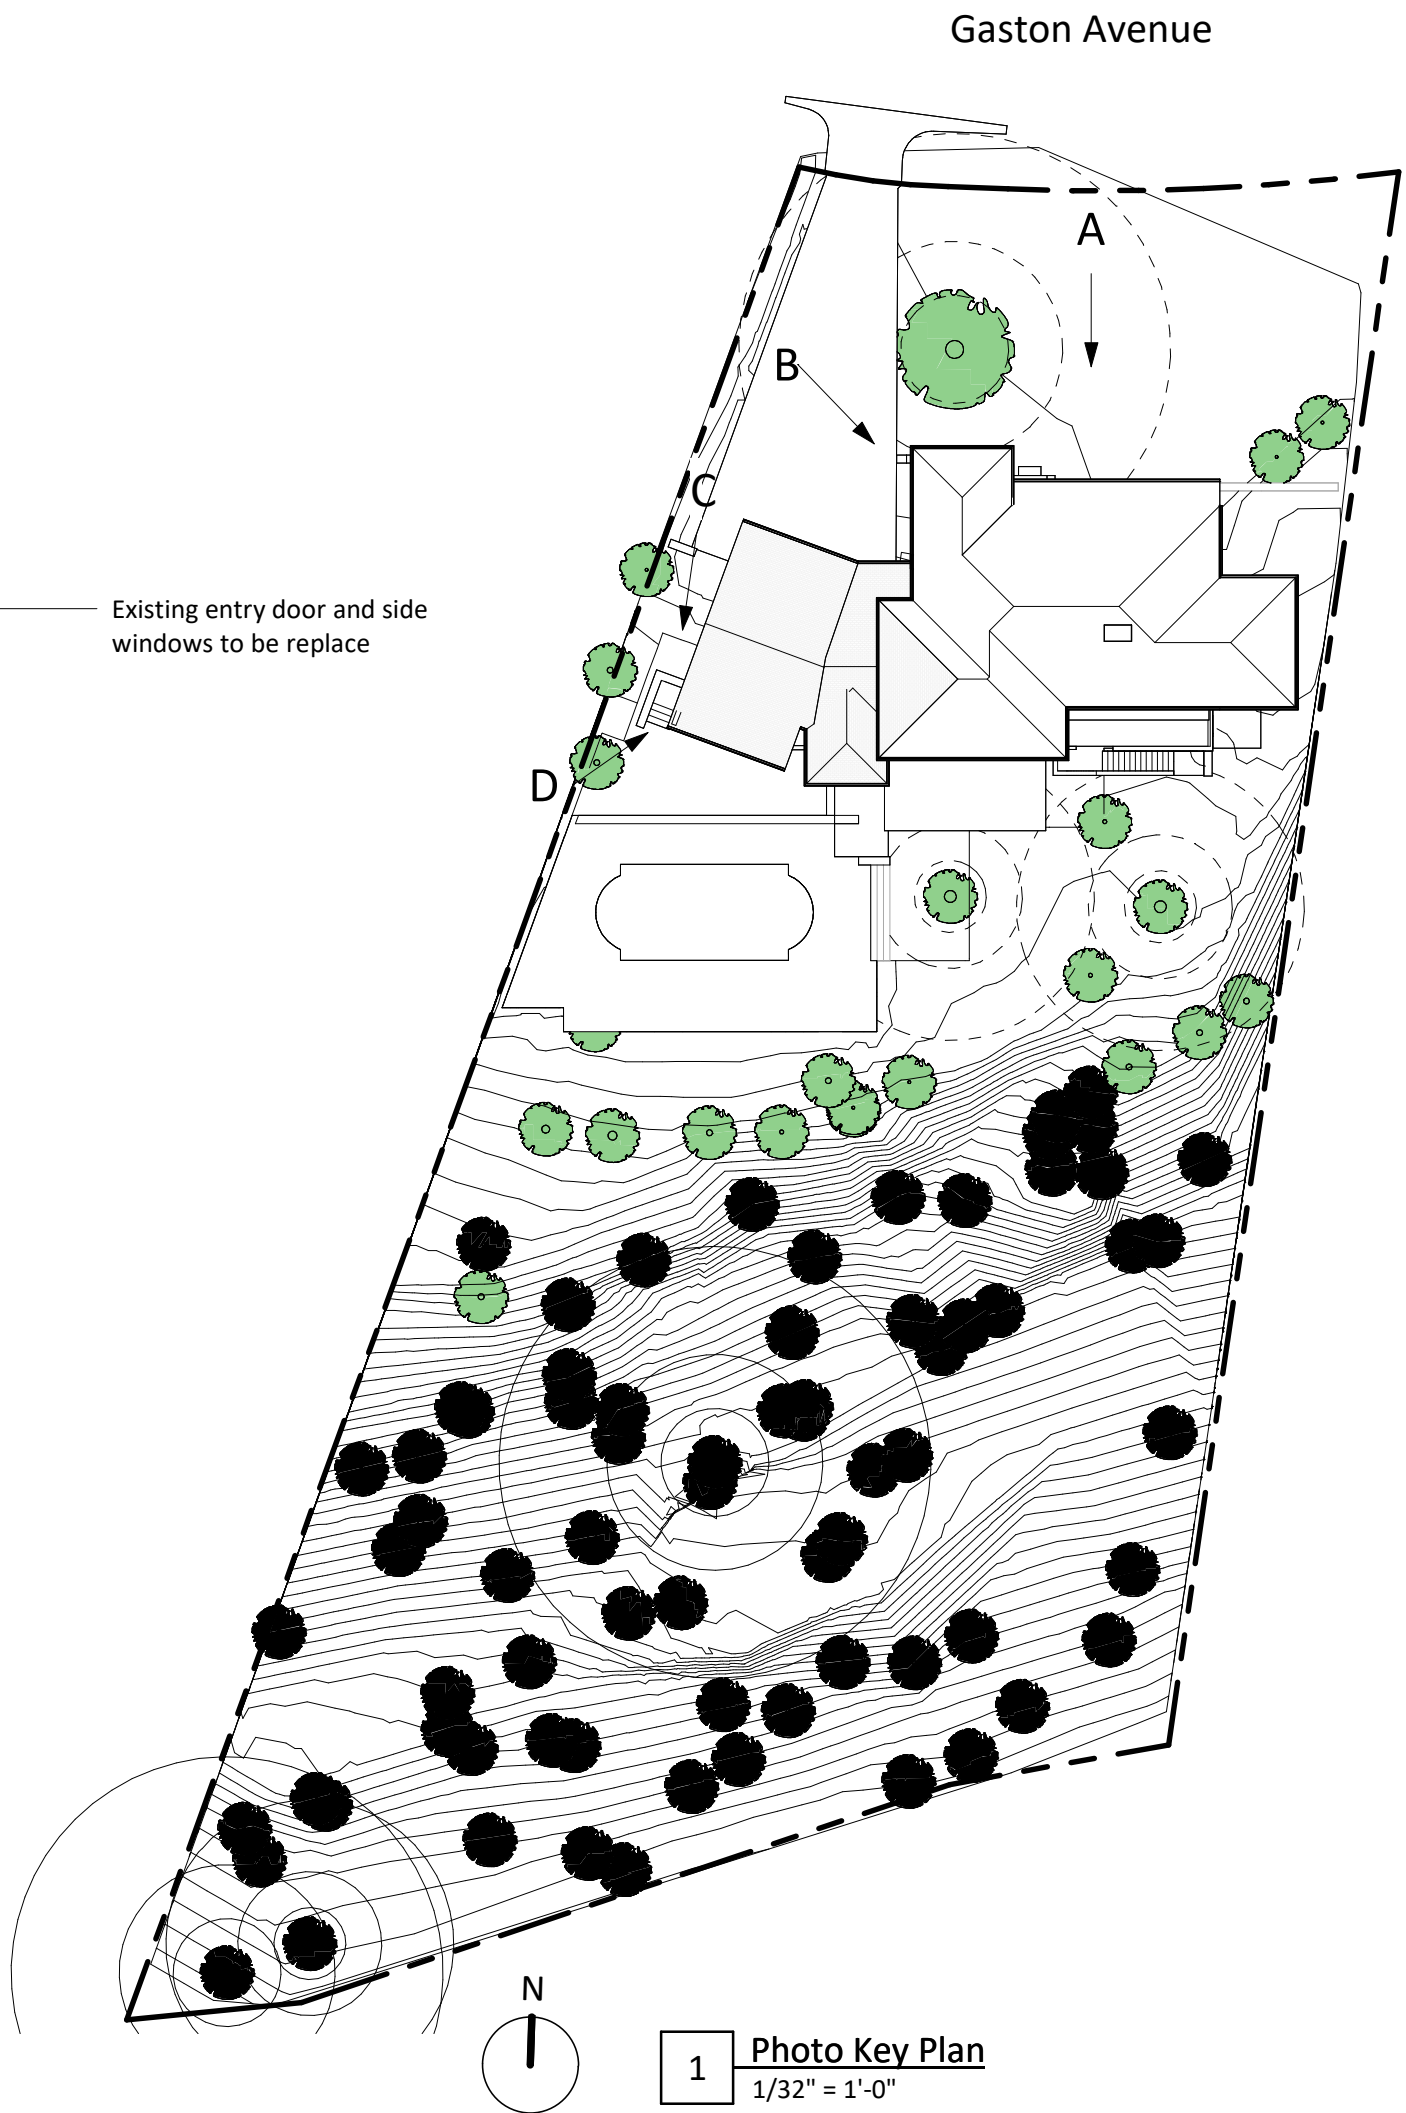 Gaston Avenue
A
B
C
Existing entry door and side
windows to be replace
D
N
1
Photo Key Plan
1/32" = 1'-0"